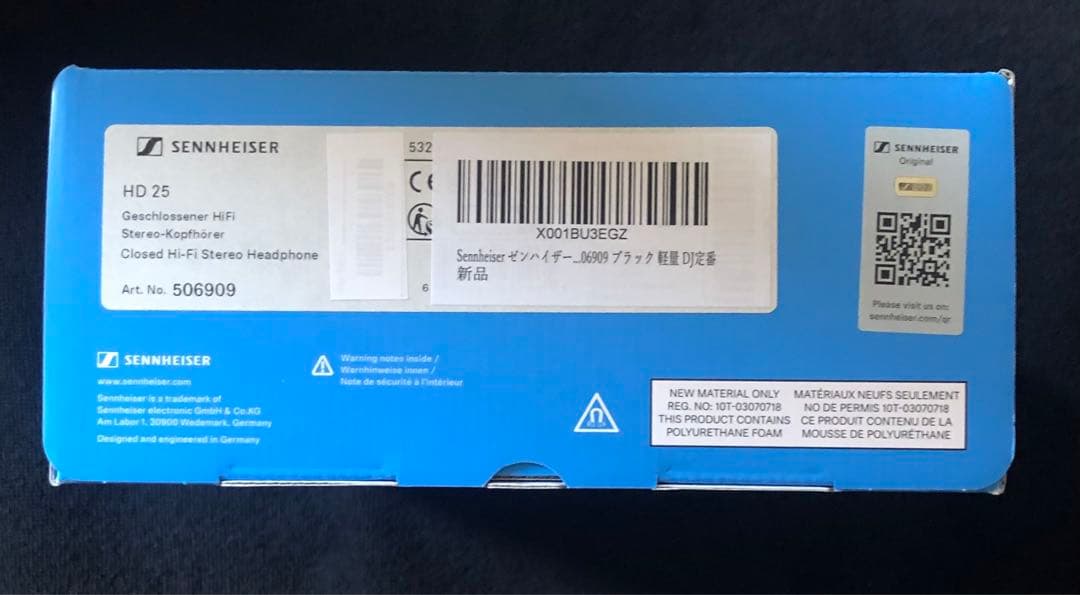 SENNHEISER
HD 25
Geschlossener HiFi
Stereo-Kopfhörer
Closed Hi-Fi Stereo Headphone
Art. No. 506909
532
CE
6
X001BU3EGZ
Sennheiser ゼンハイザー...06909 ブラック 軽量 DJ定番
新品
SENNHEISER
Original
Please visit us on:
sennheiser.com/qr
SENNHEISER
www.sennheiser.com
Sennheiser is a trademark of
Sennheiser electronic GmbH & Co.KG
Am Labor 1, 30900 Wedemark, Germany
Designed and engineered in Germany
Warning notes inside /
Warnhinweise innen /
Note de sécurité à l'intérieur
NEW MATERIAL ONLY
REG. NO: 10T-03070718
THIS PRODUCT CONTAINS
POLYURETHANE FOAM
MATÉRIAUX NEUFS SEULEMENT
NO DE PERMIS 10T-03070718
CE PRODUIT CONTENU DE LA
MOUSSE DE POLYURÉTHANE